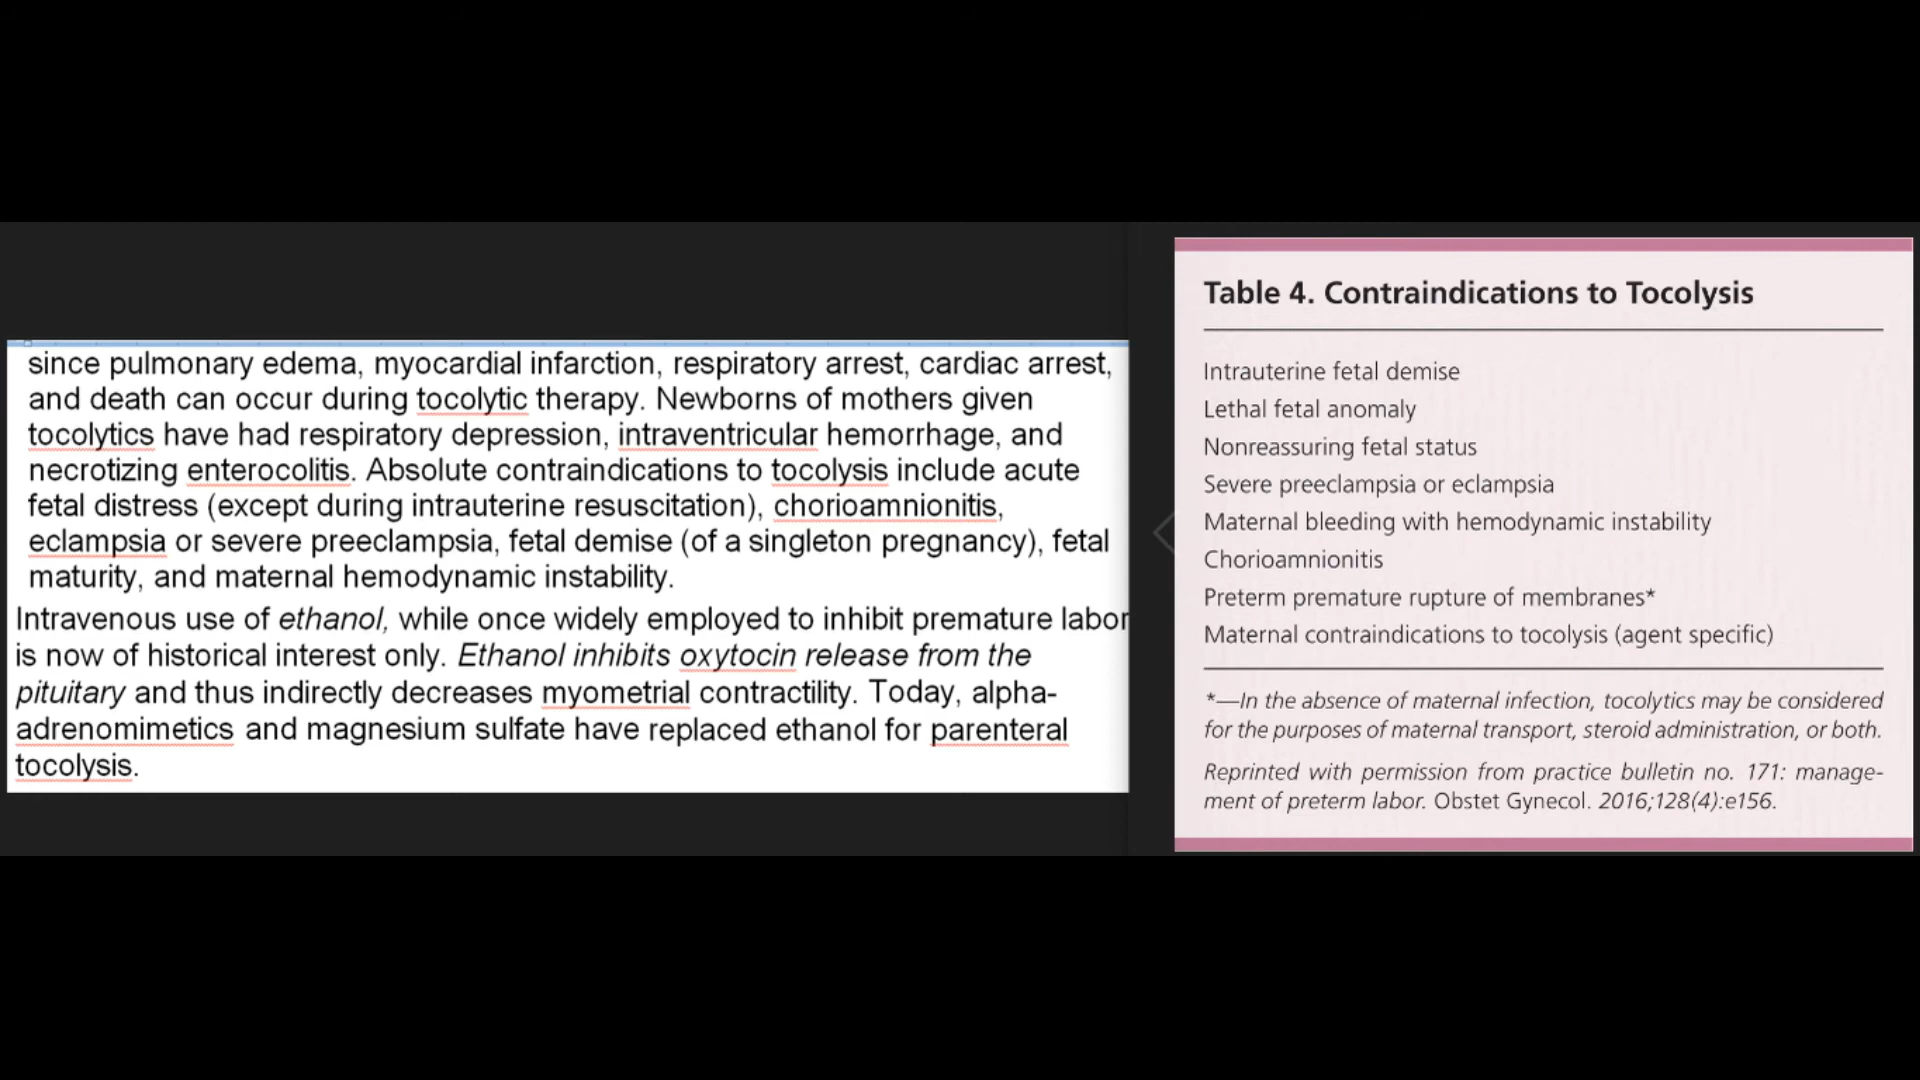 since pulmonary edema, myocardial infarction, respiratory arrest, cardiac arrest,
and death can occur during tocolytic therapy. Newborns of mothers given
tocolytics have had respiratory depression, intraventricular hemorrhage, and
necrotizing enterocolitis. Absolute contraindications to tocolysis include acute
fetal distress (except during intrauterine resuscitation), chorioamnionitis,
eclampsia or severe preeclampsia, fetal demise (of a singleton pregnancy), fetal
maturity, and maternal hemodynamic instability.
Intravenous use of ethanol, while once widely employed to inhibit premature labor
is now of historical interest only. Ethanol inhibits oxytocin release from the
pituitary and thus indirectly decreases myometrial contractility. Today, alpha-
adrenomimetics and magnesium sulfate have replaced ethanol for parenteral
tocolysis.
Table 4. Contraindications to Tocolysis
Intrauterine fetal demise
Lethal fetal anomaly
Nonreassuring fetal status
Severe preeclampsia or eclampsia
Maternal bleeding with hemodynamic instability
Chorioamnionitis
Preterm premature rupture of membranes*
Maternal contraindications to tocolysis (agent specific)
*—In the absence of maternal infection, tocolytics may be considered
for the purposes of maternal transport, steroid administration, or both.
Reprinted with permission from practice bulletin no. 171: manage-
ment of preterm labor. Obstet Gynecol. 2016;128(4):e156.